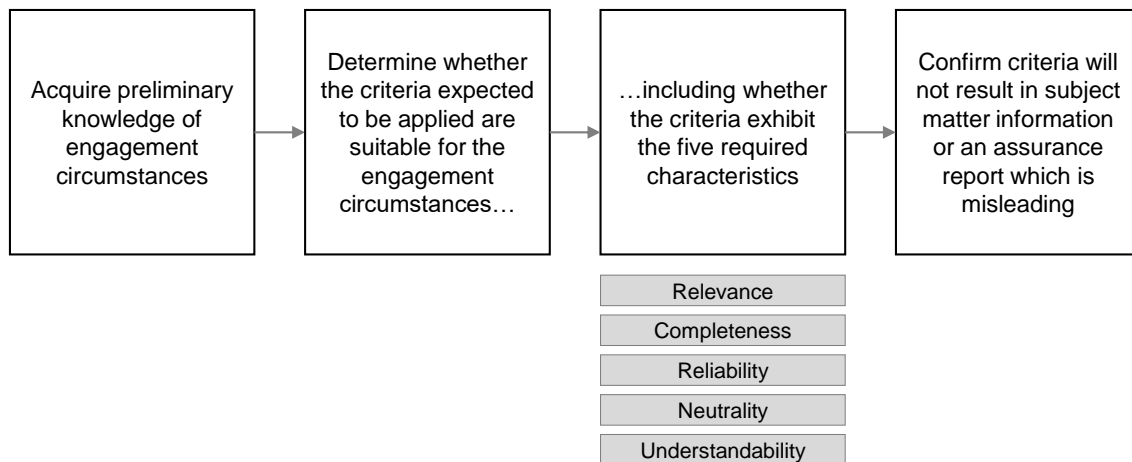 Acquire preliminary
knowledge of
engagement
circumstances
Determine whether
the criteria expected
to be applied are
suitable for the
engagement
circumstances…
…including whether
the criteria exhibit
the five required
characteristics
Confirm criteria will
not result in subject
matter information
or an assurance
report which is
misleading
Relevance
Completeness
Reliability
Neutrality
Understandability